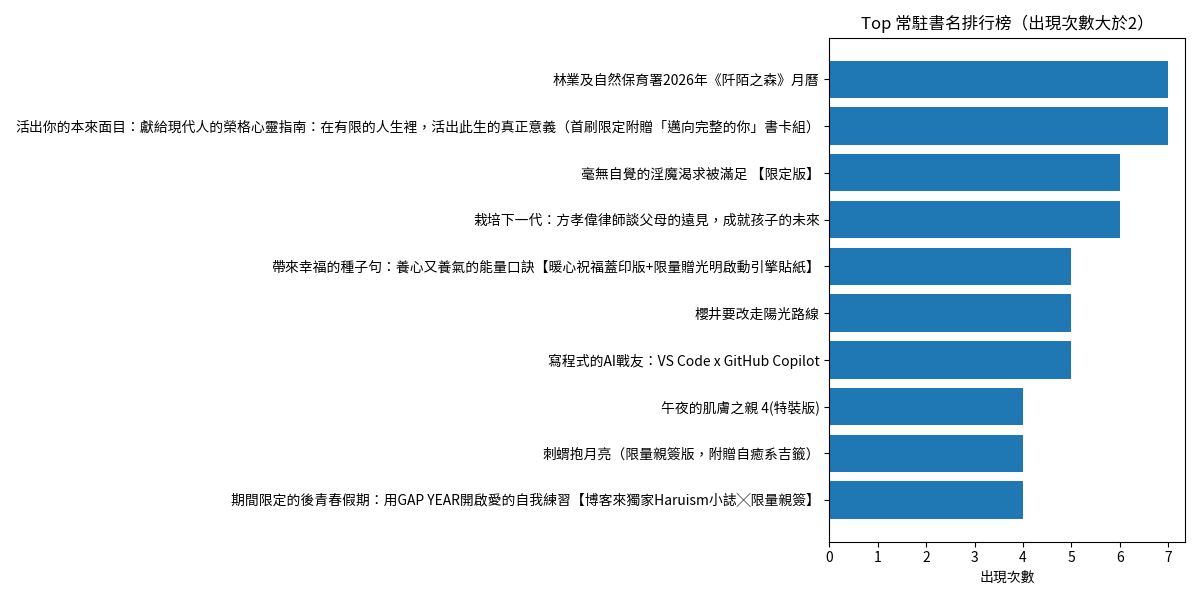 Top 常駐書名排行榜（出現次數大於2）
林業及自然保育署2026年《阡陌之森》月曆
活出你的本來面目：獻給現代人的榮格心靈指南：在有限的人生裡，活出此生的真正意義（首刷限定附贈「邁向完整的你」書卡組）
毫無自覺的淫魔渴求被滿足 【限定版】
栽培下一代：方孝偉律師談父母的遠見，成就孩子的未來
帶來幸福的種子句：養心又養氣的能量口訣【暖心祝福蓋印版+限量贈光明啟動引擎貼紙】
櫻井要改走陽光路線
寫程式的AI戰友：VS Code x GitHub Copilot
午夜的肌膚之親 4(特裝版)
刺蝟抱月亮（限量親簽版，附贈自癒系吉籤）
期間限定的後青春假期：用GAP YEAR開啟愛的自我練習【博客來獨家Haruism小誌╳限量親簽】
0 1 2 3 4 5 6 7
出現次數